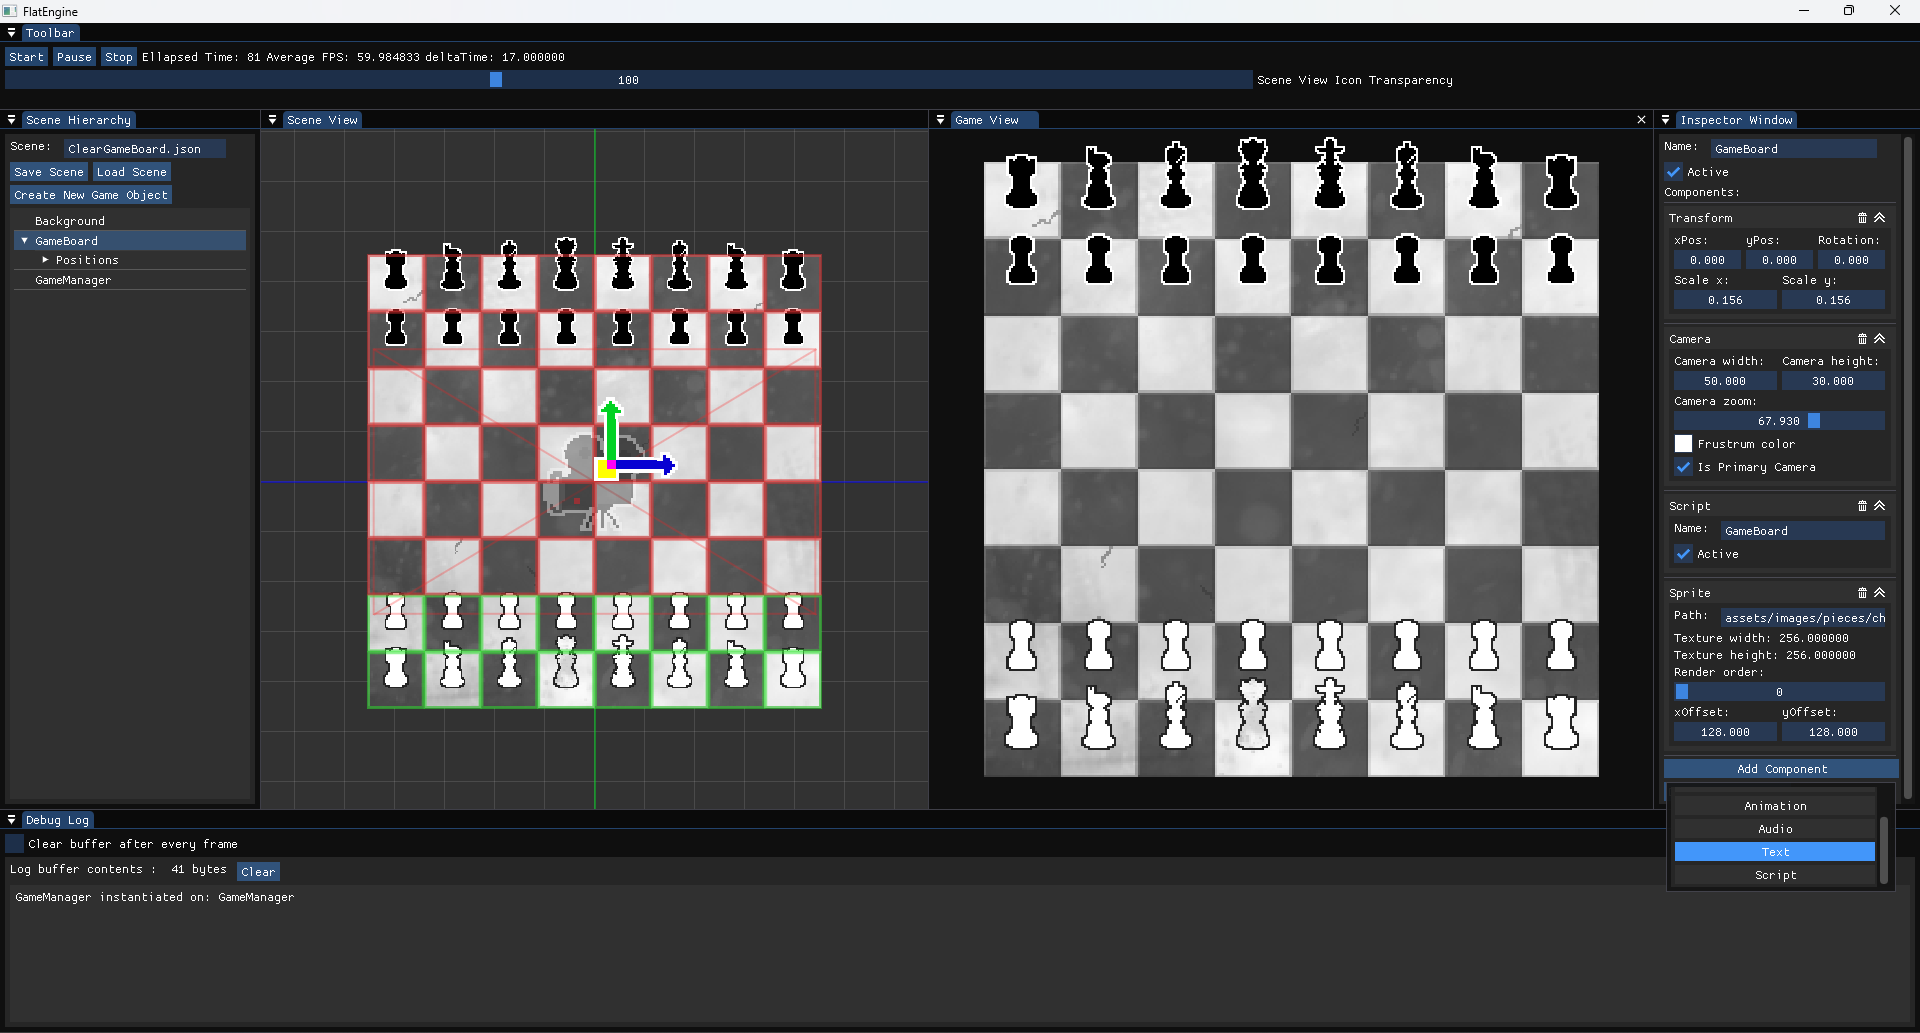 FlatEngine
Toolbar
Start Pause Stop Ellapsed Time: 81 Average FPS: 59.984833 deltaTime: 17.000000
100 Scene View Icon Transparency
Scene Hierarchy
Scene: ClearGameBoard.json
Save Scene Load Scene
Create New Game Object
Background
GameBoard
Positions
GameManager
Scene View
Game View
Inspector Window
Name: GameBoard
Active
Components:
Transform
xPos: yPos: Rotation:
0.000 0.000 0.000
Scale x: Scale y:
0.156 0.156
Camera
Camera width: Camera height:
50.000 30.000
Camera zoom:
67.930
Frustrum color
Is Primary Camera
Script
Name: GameBoard
Active
Sprite
Path: assets/images/pieces/ch
Texture width: 256.000000
Texture height: 256.000000
Render order:
0
xOffset: yOffset:
128.000 128.000
Add Component
Animation
Audio
Text
Script
Debug Log
Clear buffer after every frame
Log buffer contents : 41 bytes Clear
GameManager instantiated on: GameManager